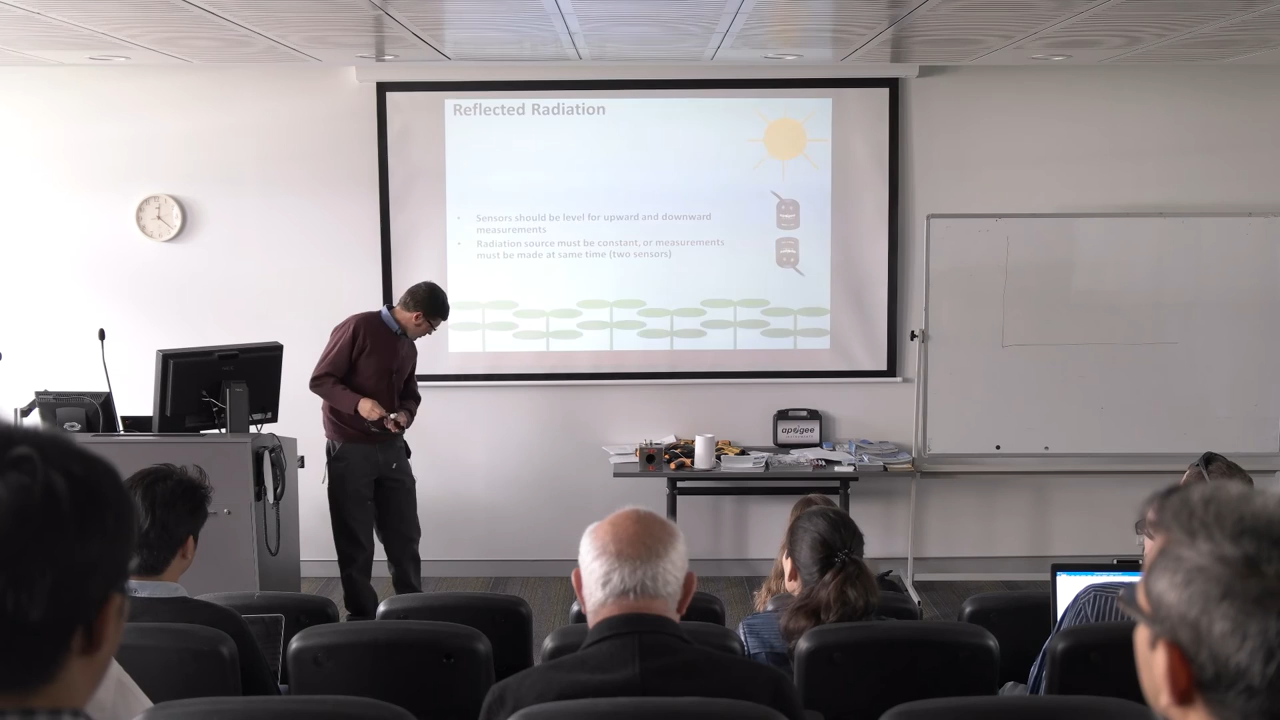 Reflected Radiation
• Sensors should be level for upward and downward
measurements
• Radiation source must be constant, or measurements
must be made at same time (two sensors)
apogee
INSTRUMENTS